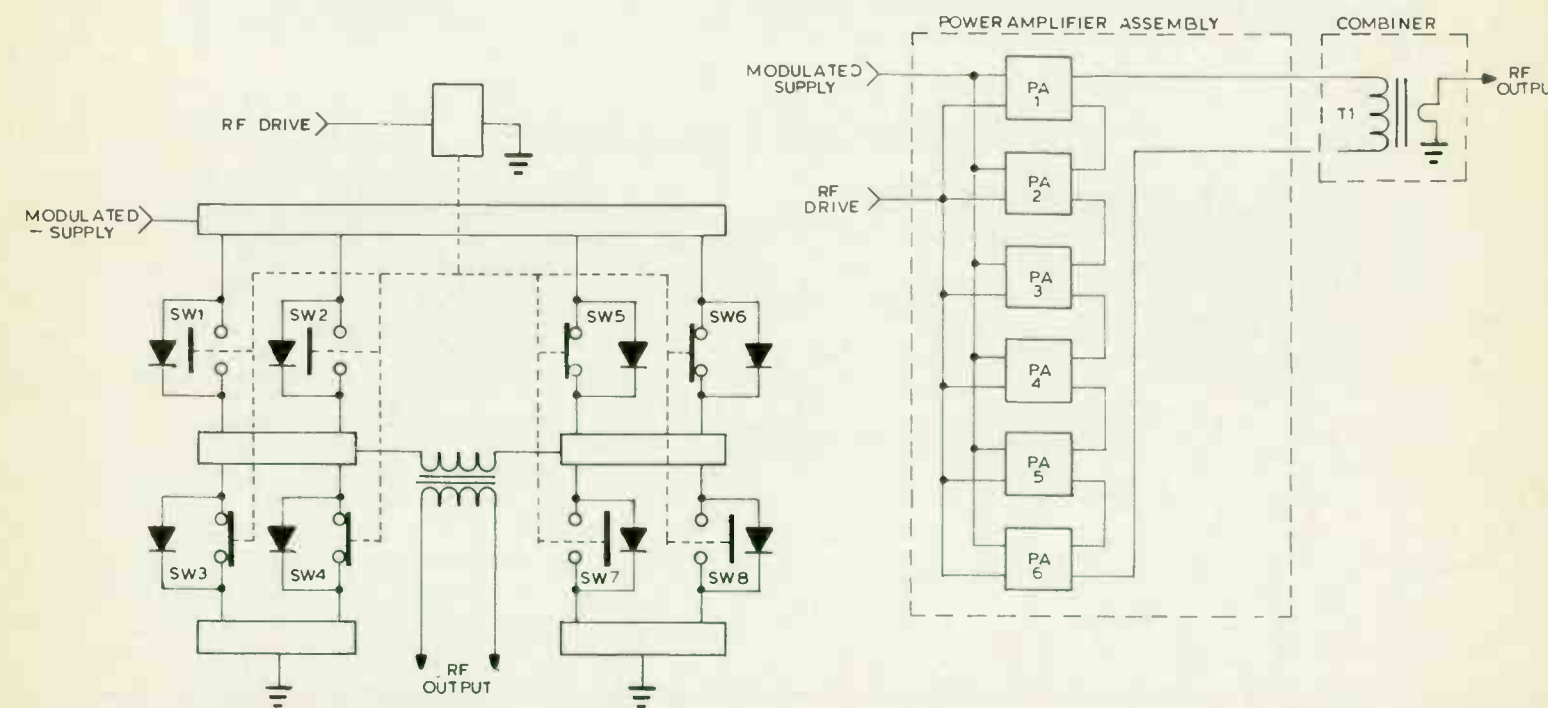 RF DRIVE
MODULATED
- SUPPLY
SW1
SW2
SW5
SW6
SW3
SW4
SW7
SW8
RF
OUTPUT
POWER AMPLIFIER ASSEMBLY
COMBINER
MODULATED
SUPPLY
RF
DRIVE
PA
1
PA
2
PA
3
PA
4
PA
5
PA
6
T1
RF
OUTPU